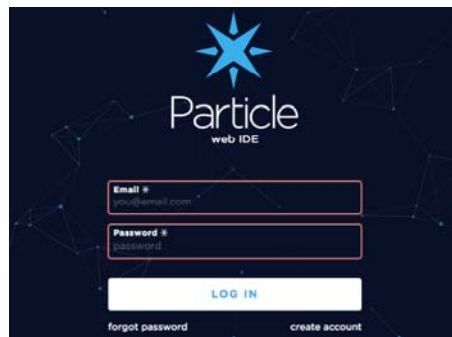 Particle
web IDE
Email *
you@email.com
Password *
password
LOG IN
forgot password create account